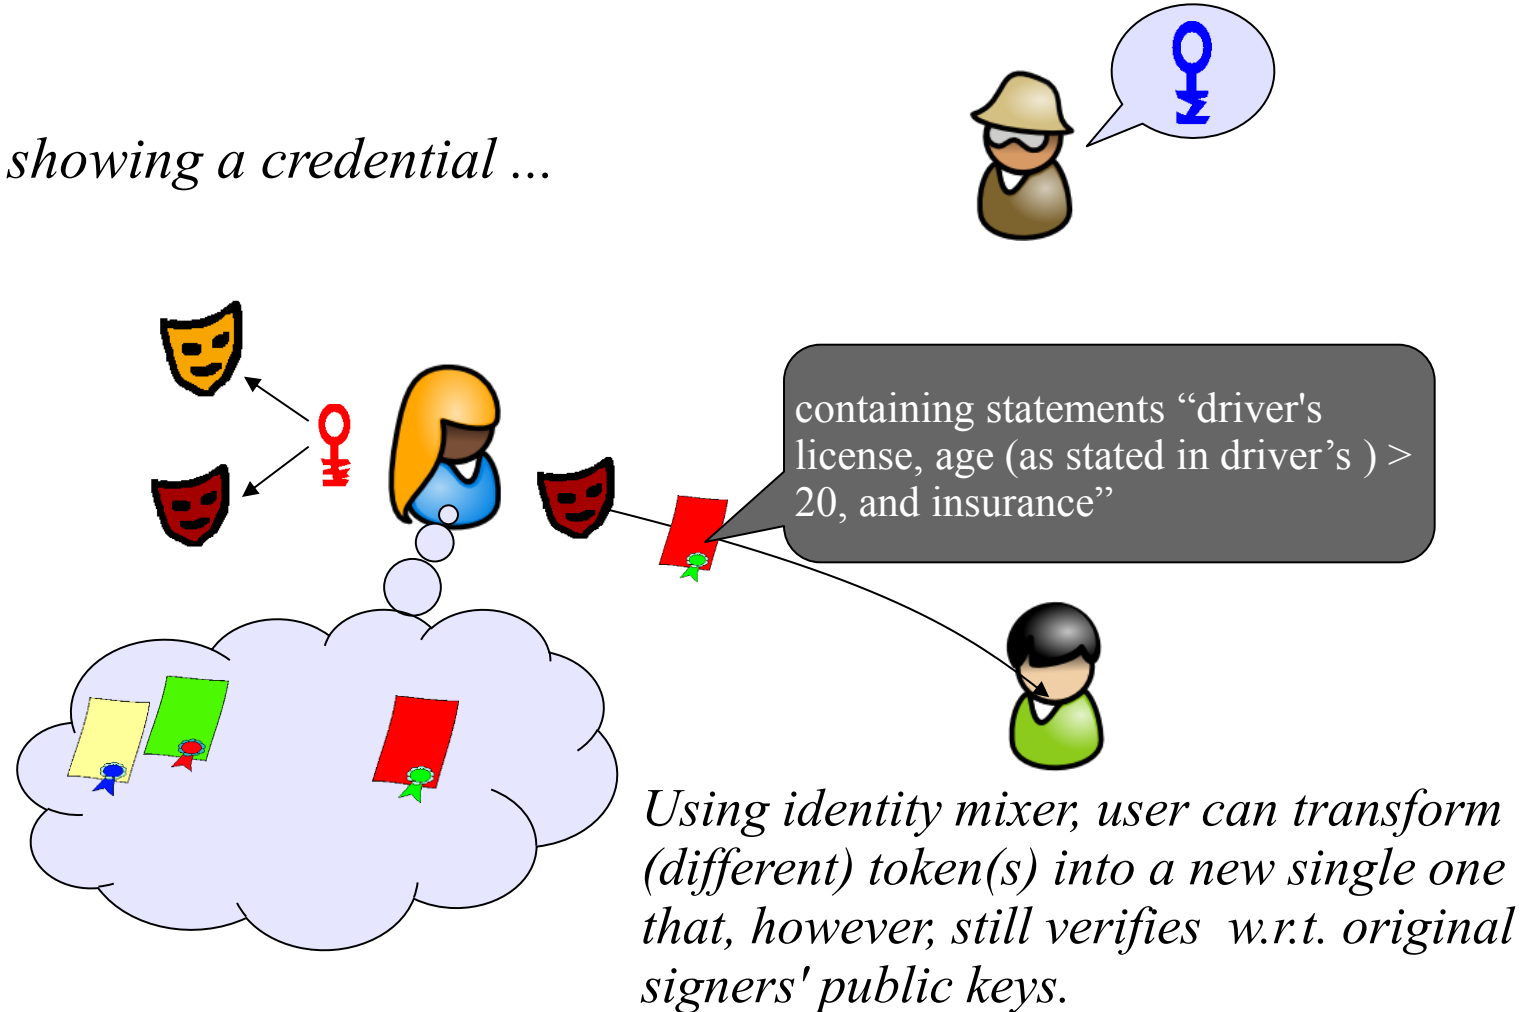 showing a credential ...
containing statements “driver's
license, age (as stated in driver’s ) >
20, and insurance”
Using identity mixer, user can transform
(different) token(s) into a new single one
that, however, still verifies  w.r.t. original
signers' public keys.